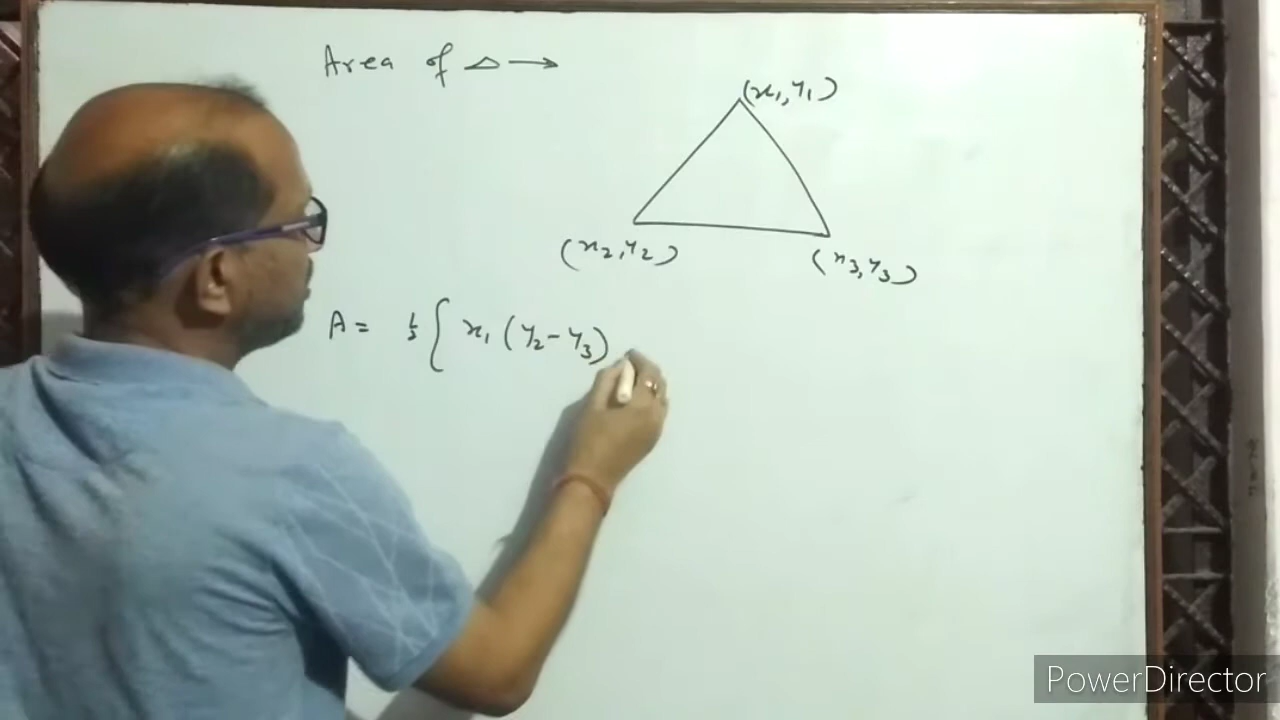 Area of △ →
(x₁, y₁)
(x₂, y₂)
(x₃, y₃)
A = ½ { x₁ (y₂ - y₃)
PowerDirector